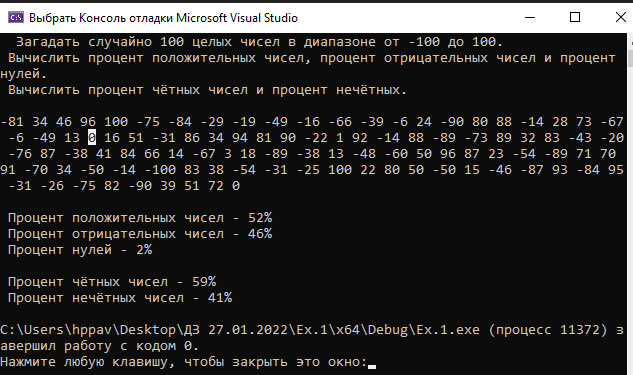 Выбрать Консоль отладки Microsoft Visual Studio
Загадать случайно 100 целых чисел в диапазоне от -100 до 100.
Вычислить процент положительных чисел, процент отрицательных чисел и процент
нулей.
Вычислить процент чётных чисел и процент нечётных.
-81 34 46 96 100 -75 -84 -29 -19 -49 -16 -66 -39 -6 24 -90 80 88 -14 28 73 -67
-6 -49 13 0 16 51 -31 86 34 94 81 90 -22 1 92 -14 88 -89 -73 89 32 83 -43 -20
-76 87 -38 41 84 66 14 -67 3 18 -89 -38 13 -48 -60 50 96 87 23 -54 -89 71 70
91 -70 34 -50 -14 -100 83 38 -54 -31 -25 100 22 80 50 -50 15 -46 -87 93 -84 95
-31 -26 -75 82 -90 39 51 72 0
Процент положительных чисел - 52%
Процент отрицательных чисел - 46%
Процент нулей - 2%
Процент чётных чисел - 59%
Процент нечётных чисел - 41%
C:\Users\hppav\Desktop\ДЗ 27.01.2022\Ex.1\x64\Debug\Ex.1.exe (процесс 11372) з
авершил работу с кодом 0.
Нажмите любую клавишу, чтобы закрыть это окно: